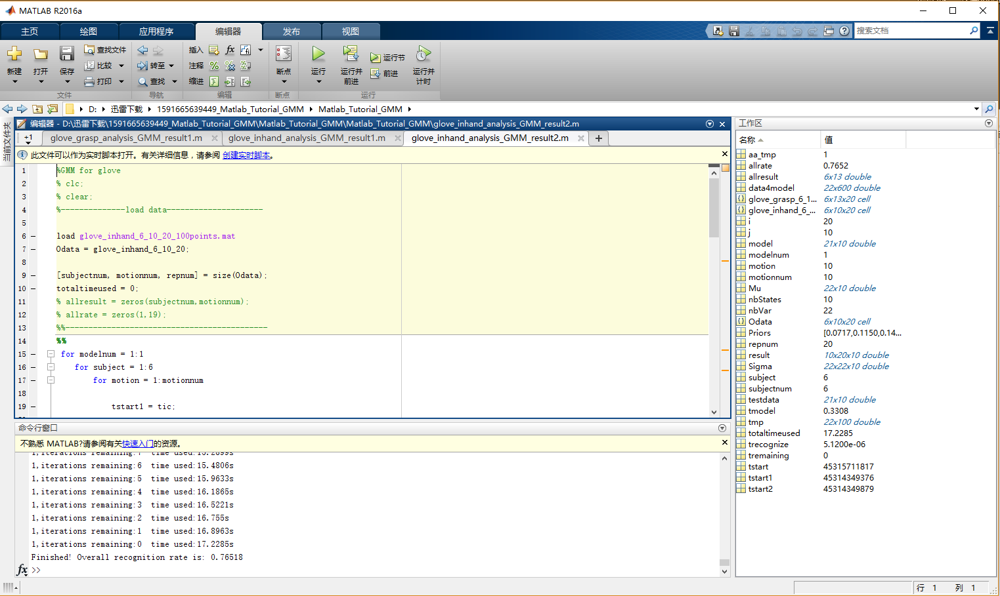 MATLAB R2016a
主页 绘图 应用程序 编辑器 发布 视图 搜索文档
新建 打开 保存 查找文件 比较 打印
转至 查找
插入 fx
注释
缩进
断点 运行 运行并前进 运行节 前进 运行并计时
文件 导航 编辑 断点 运行
D: 迅雷下载 1591665639449_Matlab_Tutorial_GMM Matlab_Tutorial_GMM
当前文件夹
编辑器 - D:\迅雷下载\1591665639449_Matlab_Tutorial_GMM\Matlab_Tutorial_GMM\Matlab_Tutorial_GMM\glove_inhand_analysis_GMM_result2.m
+1 glove_grasp_analysis_GMM_result1.m glove_inhand_analysis_GMM_result1.m glove_inhand_analysis_GMM_result2.m
此文件可以作为实时脚本打开。有关详细信息，请参阅 创建实时脚本。
1 %GMM for glove
2 % clc;
3 % clear;
4 %--------------load data---------------------
5
6 load glove_inhand_6_10_20_100points.mat
7 Odata = glove_inhand_6_10_20;
8
9 [subjectnum, motionnum, repnum] = size(Odata);
10 totaltimeused = 0;
11 % allresult = zeros(subjectnum,motionnum);
12 % allrate = zeros(1,19);
13 %%--------------------------------------------
14 %%
15 for modelnum = 1:1
16 for subject = 1:6
17 for motion = 1:motionnum
18
19 tstart1 = tic;
命令行窗口
不熟悉 MATLAB?请参阅有关快速入门的资源。
1,iterations remaining:7 time used:15.2899s
1,iterations remaining:6 time used:15.4806s
1,iterations remaining:5 time used:15.9633s
1,iterations remaining:4 time used:16.1865s
1,iterations remaining:3 time used:16.5221s
1,iterations remaining:2 time used:16.755s
1,iterations remaining:1 time used:16.8963s
1,iterations remaining:0 time used:17.2285s
Finished! Overall recognition rate is: 0.76518
fx >>
工作区
名称 值
aa_tmp 1
allrate 0.7652
allresult 6x13 double
data4model 22x600 double
glove_grasp_6_1... 6x13x20 cell
glove_inhand_6_... 6x10x20 cell
i 20
j 10
model 21x10 double
modelnum 1
motion 10
motionnum 10
Mu 22x10 double
nbStates 10
nbVar 22
Odata 6x10x20 cell
Priors [0.0717,0.1150,0.14...
repnum 20
result 10x20x10 double
Sigma 22x22x10 double
subject 6
subjectnum 6
testdata 21x10 double
tmodel 0.3308
tmp 22x100 double
totaltimeused 17.2285
trecognize 5.1200e-06
tremaining 0
tstart 45315711817
tstart1 45314349376
tstart2 45314349879
行 1 列 1